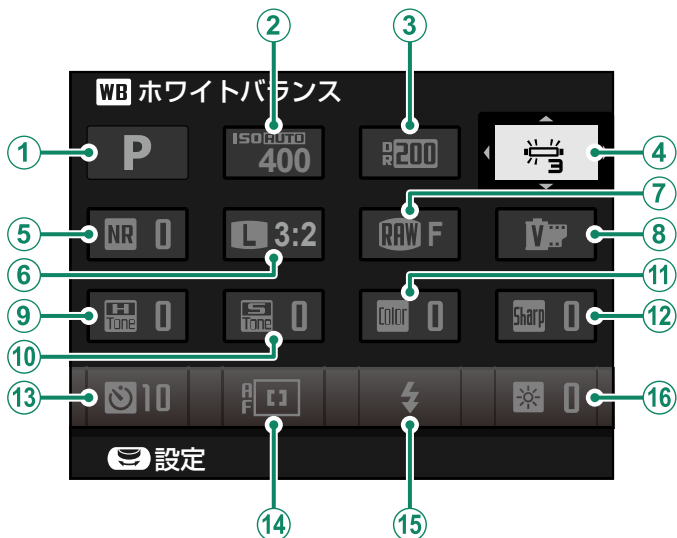 ② ③
WB ホワイトバランス
① P ISO AUTO 400 DR200 3 ④
⑤ NR 0 L 3:2 RAW F V ⑦ ⑧
⑥ ⑪
⑨ H Tone 0 S Tone 0 Color 0 Sharp 0 ⑫
⑩
⑬ 10 AF 0 ⑯
設定
⑭ ⑮